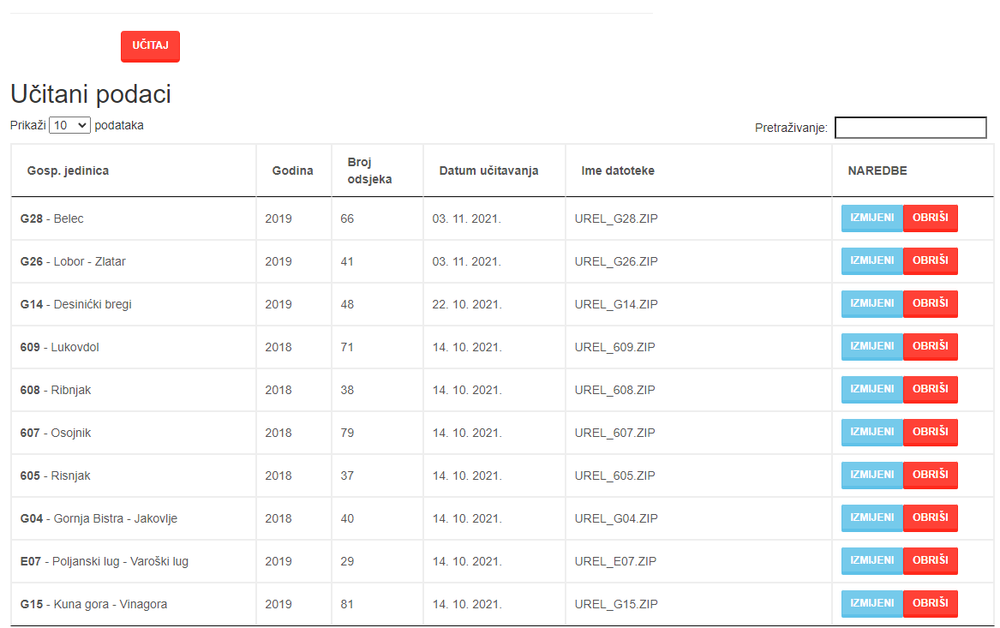 UČITAJ
Učitani podaci
Prikaži 10 podataka
Pretraživanje:
Gosp. jedinica Godina Broj odsjeka Datum učitavanja Ime datoteke NAREDBE
G28 - Belec 2019 66 03. 11. 2021. UREL_G28.ZIP IZMIJENI OBRIŠI
G26 - Lobor - Zlatar 2019 41 03. 11. 2021. UREL_G26.ZIP IZMIJENI OBRIŠI
G14 - Desinićki bregi 2019 48 22. 10. 2021. UREL_G14.ZIP IZMIJENI OBRIŠI
609 - Lukovdol 2018 71 14. 10. 2021. UREL_609.ZIP IZMIJENI OBRIŠI
608 - Ribnjak 2018 38 14. 10. 2021. UREL_608.ZIP IZMIJENI OBRIŠI
607 - Osojnik 2018 79 14. 10. 2021. UREL_607.ZIP IZMIJENI OBRIŠI
605 - Risnjak 2018 37 14. 10. 2021. UREL_605.ZIP IZMIJENI OBRIŠI
G04 - Gornja Bistra - Jakovlje 2018 40 14. 10. 2021. UREL_G04.ZIP IZMIJENI OBRIŠI
E07 - Poljanski lug - Varoški lug 2019 29 14. 10. 2021. UREL_E07.ZIP IZMIJENI OBRIŠI
G15 - Kuna gora - Vinagora 2019 81 14. 10. 2021. UREL_G15.ZIP IZMIJENI OBRIŠI